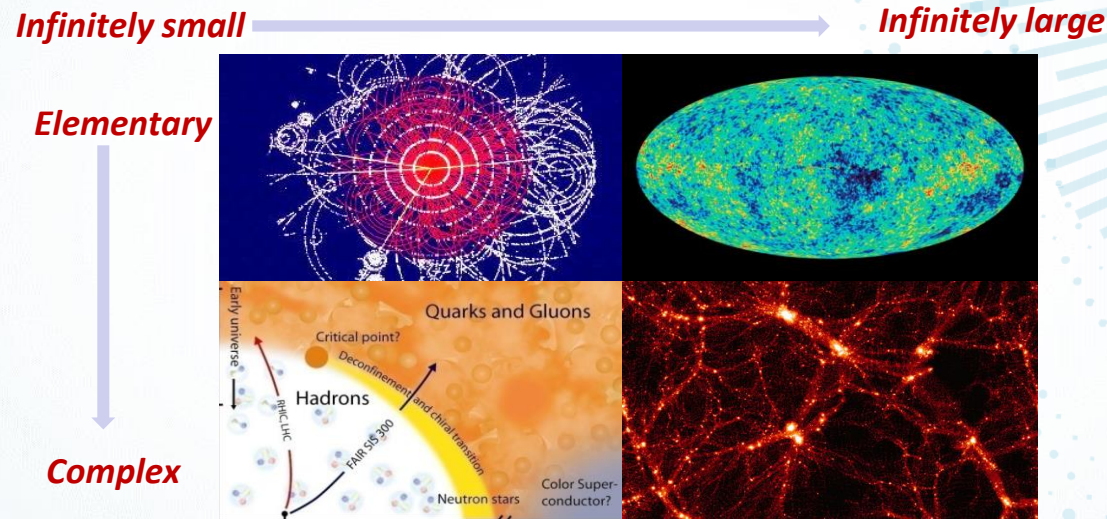 Infinitely small
Infinitely large
Elementary
Early universe
Quarks and Gluons
Critical point?
Deconfinement and chiral transition
Hadrons
RHIC,LHC
FAIR SIS 300
Complex
Neutron stars
Color Super-
conductor?